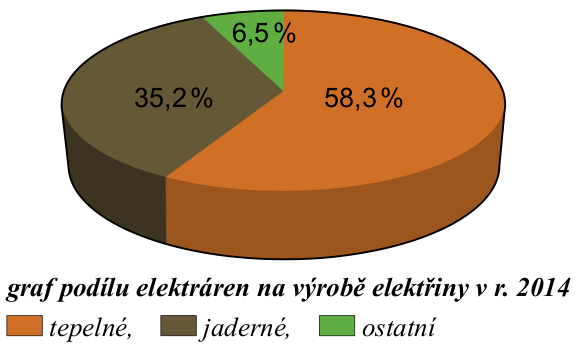 6,5 %
35,2 %
58,3 %
graf podílu elektráren na výrobě elektřiny v r. 2014
tepelné, jaderné, ostatní